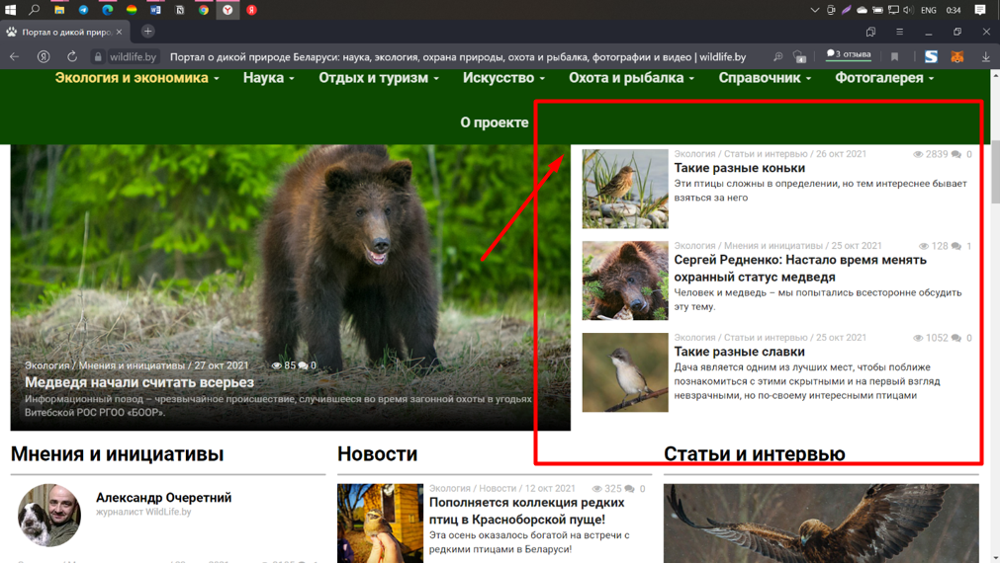 ENG
0:34
Портал о дикой природ
wildlife.by
Портал о дикой природе Беларуси: наука, экология, охрана природы, охота и рыбалка, фотографии и видео | wildlife.by
3 отзыва
Экология и экономика
Наука
Отдых и туризм
Искусство
Охота и рыбалка
Справочник
Фотогалерея
О проекте
Экология / Мнения и инициативы / 27 окт 2021 85 0
Медведя начали считать всерьез
Информационный повод – чрезвычайное происшествие, случившееся во время загонной охоты в угодьях
Витебской РОС РГОО «БООР».
Экология / Статьи и интервью / 26 окт 2021 2839 0
Такие разные коньки
Эти птицы сложны в определении, но тем интереснее бывает
взяться за него
Экология / Мнения и инициативы / 25 окт 2021 128 1
Сергей Редненко: Настало время менять
охранный статус медведя
Человек и медведь – мы попытались всесторонне обсудить
эту тему.
Экология / Статьи и интервью / 25 окт 2021 1052 0
Такие разные славки
Дача является одним из лучших мест, чтобы поближе
познакомиться с этими скрытными и на первый взгляд
невзрачными, но по-своему интересными птицами
Мнения и инициативы
Александр Очеретний
журналист WildLife.by
Новости
Экология / Новости / 12 окт 2021 325 0
Пополняется коллекция редких
птиц в Красноборской пуще!
Эта осень оказалось богатой на встречи с
редкими птицами в Беларуси!
Статьи и интервью